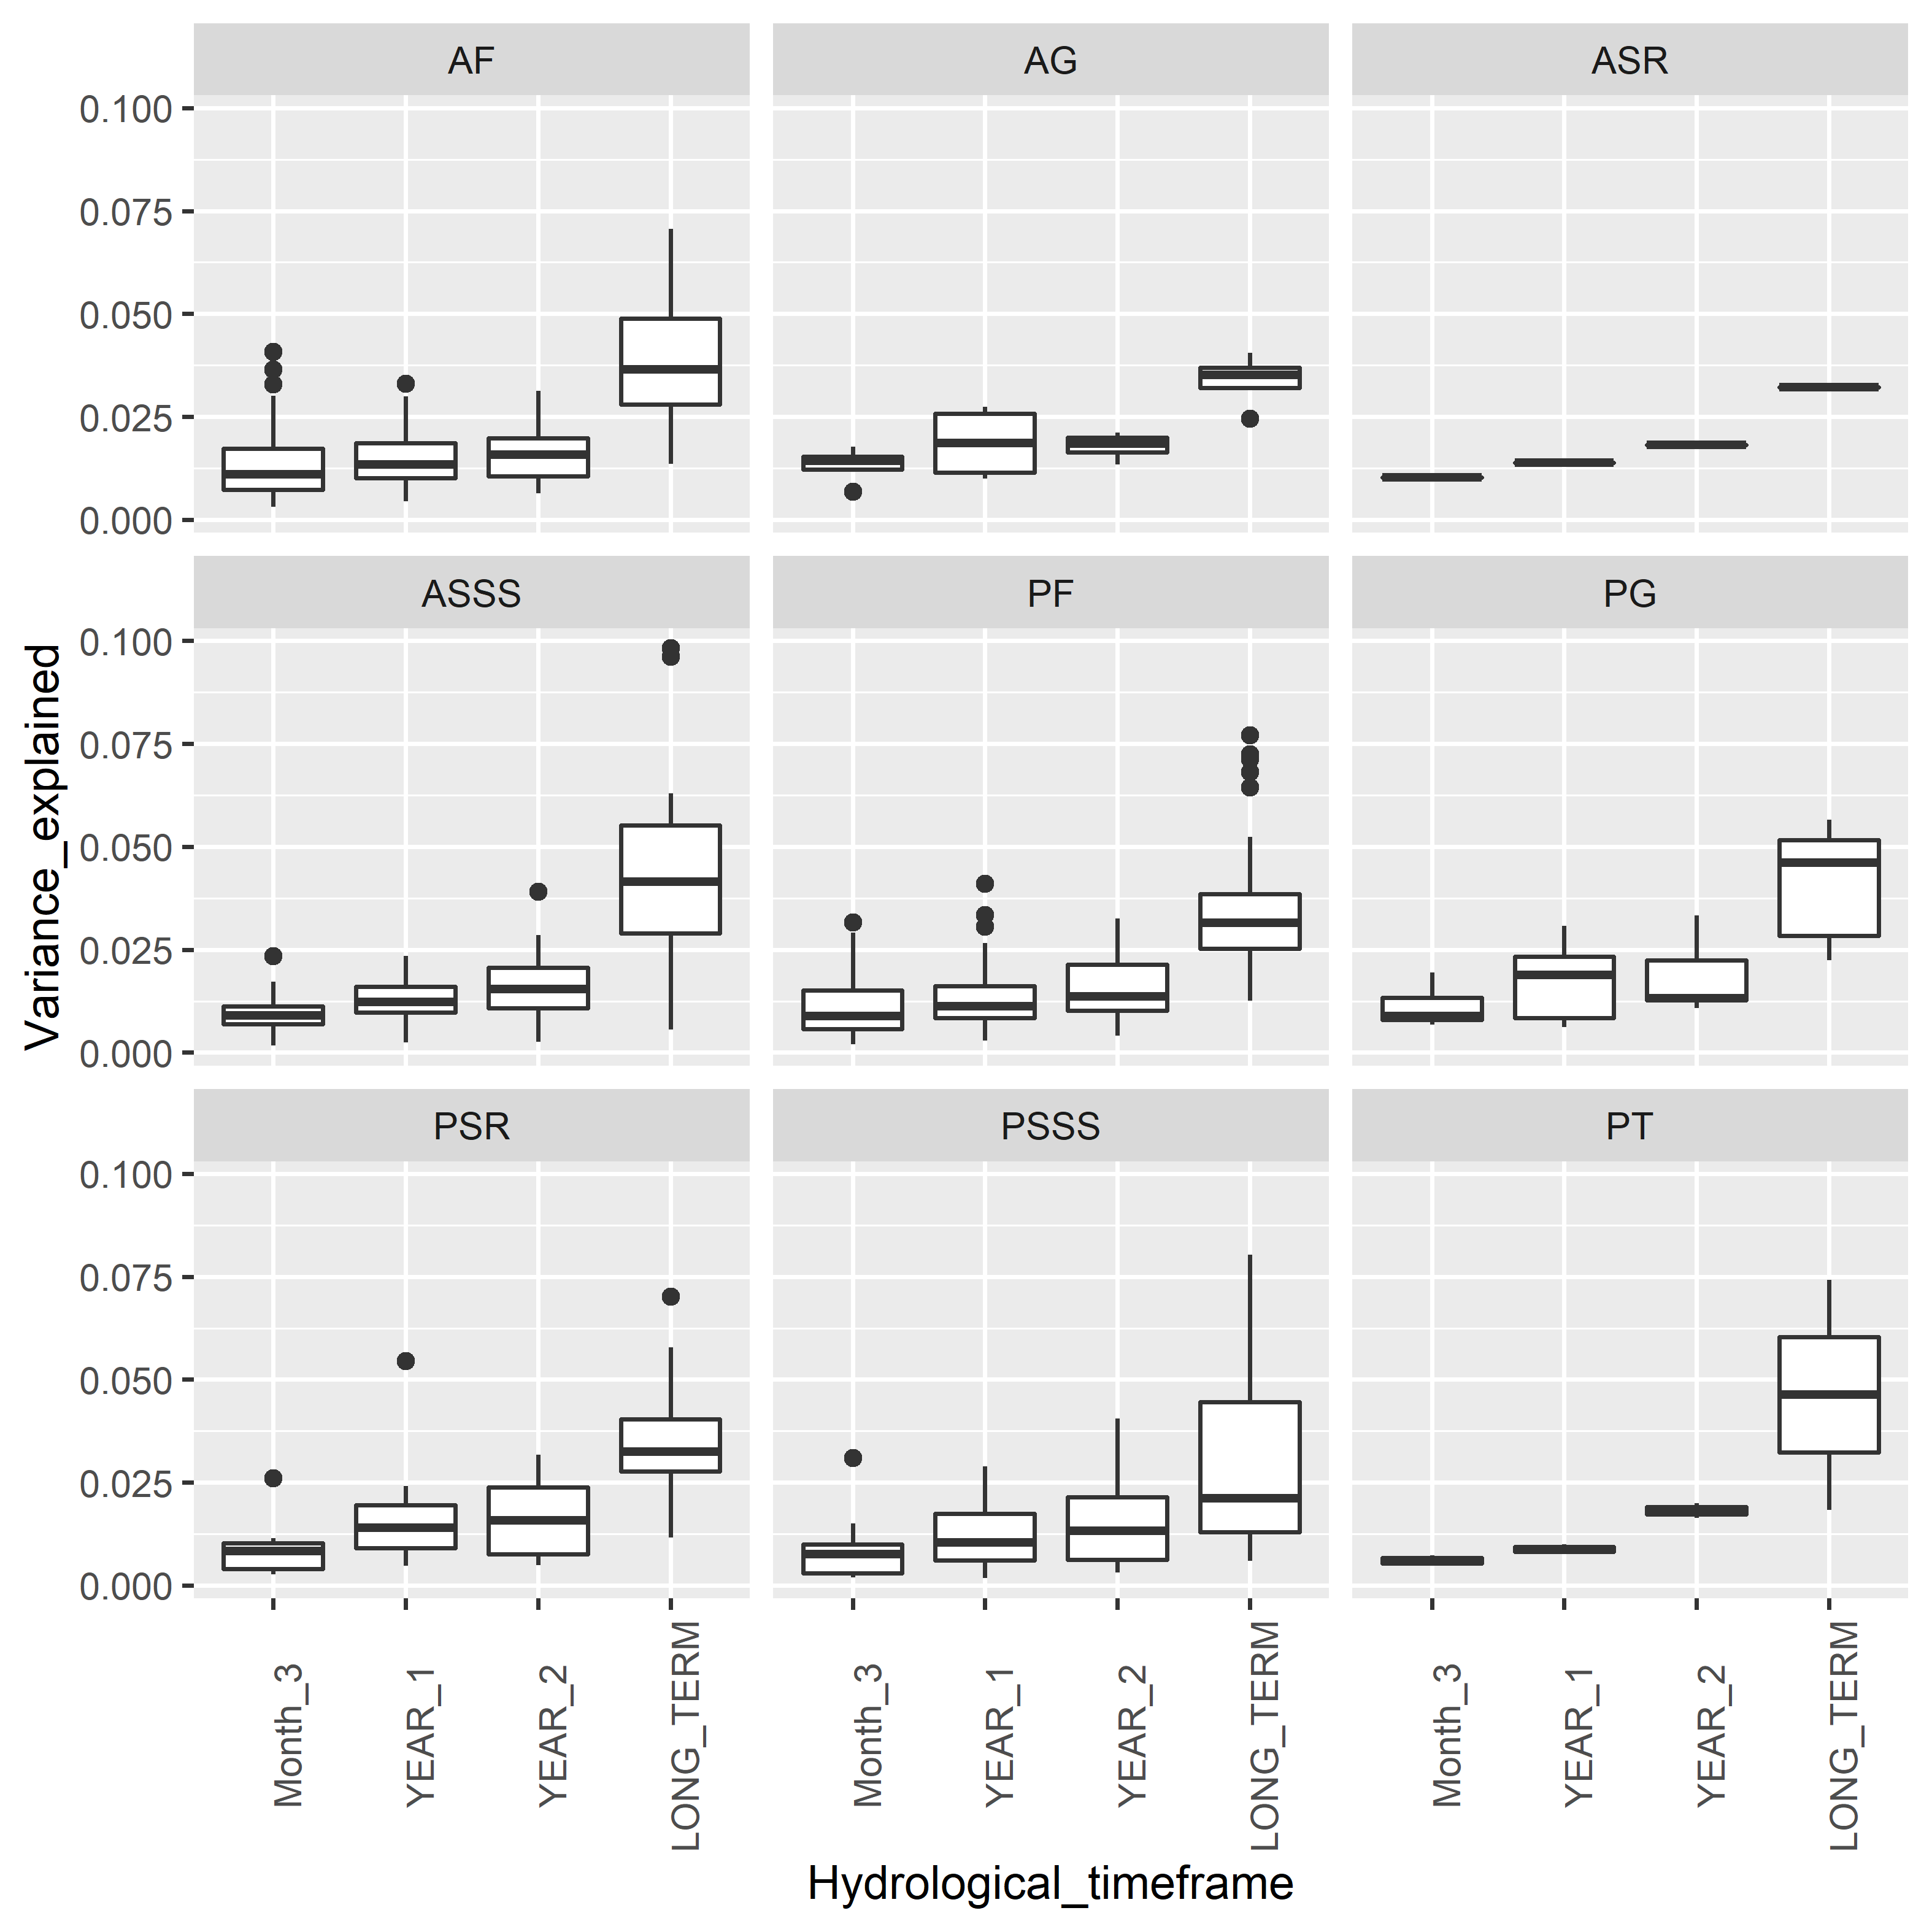 AF AG ASR
0.100
0.075
0.050
0.025
0.000
ASSS PF PG
0.100
0.075
0.050
0.025
0.000
PSR PSSS PT
0.100
0.075
0.050
0.025
0.000
Variance_explained
Month_3 YEAR_1 YEAR_2 LONG_TERM Month_3 YEAR_1 YEAR_2 LONG_TERM Month_3 YEAR_1 YEAR_2 LONG_TERM
Hydrological_timeframe